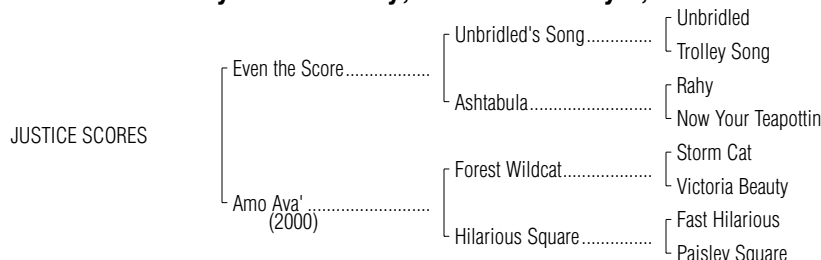 Unbridled
Unbridled's Song..............
Trolley Song
Even the Score...................
Rahy
Ashtabula..........................
Now Your Teapottin
JUSTICE SCORES
Storm Cat
Forest Wildcat...................
Victoria Beauty
Amo Ava' ...........................
(2000)
Fast Hilarious
Hilarious Square...............
Paisley Square